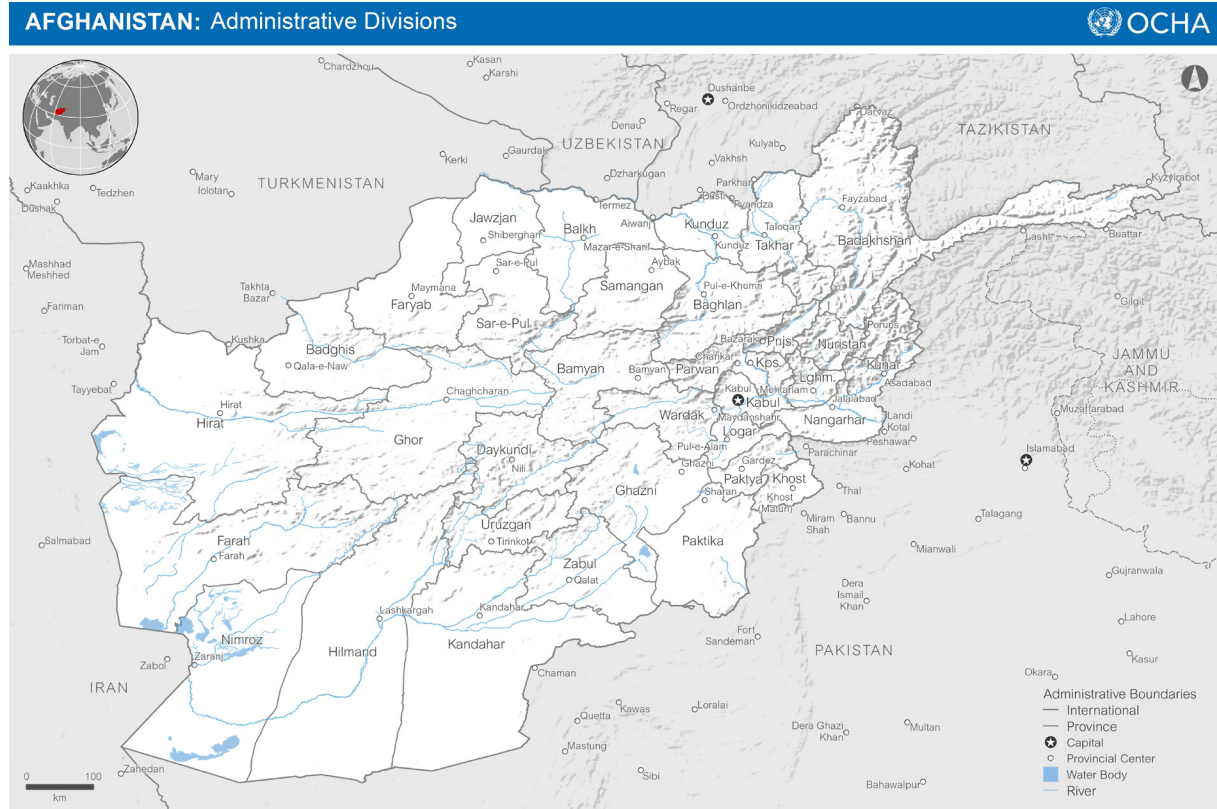 AFGHANISTAN: Administrative Divisions
OCHA
Chardzhou
Kasan
Karshi
Dushanbe
Regar
Ordzhonikidzeabad
Darvaz
Denau
UZBEKISTAN
TAZIKISTAN
Kulyab
Kerki
Gaurdak
Vakhsh
Mary
Iolotan
TURKMENISTAN
Dzharkugan
Parkhar
Kyzylrabot
Kaakhka
Tedzhen
Dushak
Termez
Dusti
Pyandza
Fayzabad
Jawzjan
Shiberghan
Balkh
Aiwanj
Kunduz
Kunduz
Taloqan
Takhar
Badakhshan
Lasht
Buattar
Mazar-e-Sharif
Mashhad
Meshhed
Sar-e-Pul
Aybak
Samangan
Takhta
Bazar
Maymana
Faryab
Pul-e-Khumri
Baghlan
Gilgit
Fariman
Sar-e-Pul
Torbat-e
Jam
Kushka
Badghis
Qala-e-Naw
Bazarak
Pnjs.
Poruns
Nuristan
JAMMU
AND
KASHMIR
Bamyan
Bamyan
Charikar
Parwan
Kps.
Kunar
Asadabad
Tayyebat
Chaghcharan
Kabul
Kabul
Mehtarlam
Lghm.
Jalalabad
Hirat
Hirat
Wardak
Maydanshahr
Nangarhar
Landi
Kotal
Muzaffarabad
Ghor
Logar
Pul-e-Alam
Peshawar
Daykundi
Nili
Ghazni
Gardez
Parachinar
Islamabad
Kohat
Ghazni
Sharan
Paktya
Khost
Khost
(Matun)
Thal
Uruzgan
Tirinkot
Miram
Shah
Bannu
Talagang
Salmabad
Farah
Farah
Paktika
Mianwali
Zabul
Qalat
Gujranwala
Dera
Ismail
Khan
Lashkargah
Kandahar
Lahore
Nimroz
Hilmand
Kandahar
Fort
Sandeman
PAKISTAN
Kasur
Zabol
Zaranj
Chaman
Okara
IRAN
Kawas
Loralai
Quetta
Dera Ghazi
Khan
Multan
Mastung
Zahedan
Sibi
Bahawalpur
Administrative Boundaries
International
Province
Capital
Provincial Center
Water Body
River
0 100
km